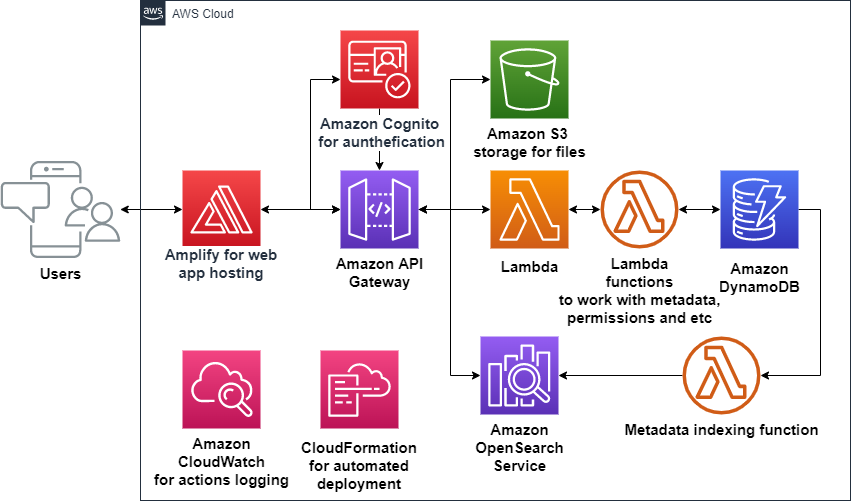 aws
AWS Cloud
Amazon Cognito
for aunthefication
Amazon S3
storage for files
Users
Amplify for web
app hosting
Amazon API
Gateway
</>
Lambda
Lambda
functions
to work with metadata,
permissions and etc
Amazon
DynamoDB
Amazon
CloudWatch
for actions logging
CloudFormation
for automated
deployment
Amazon
OpenSearch
Service
Metadata indexing function